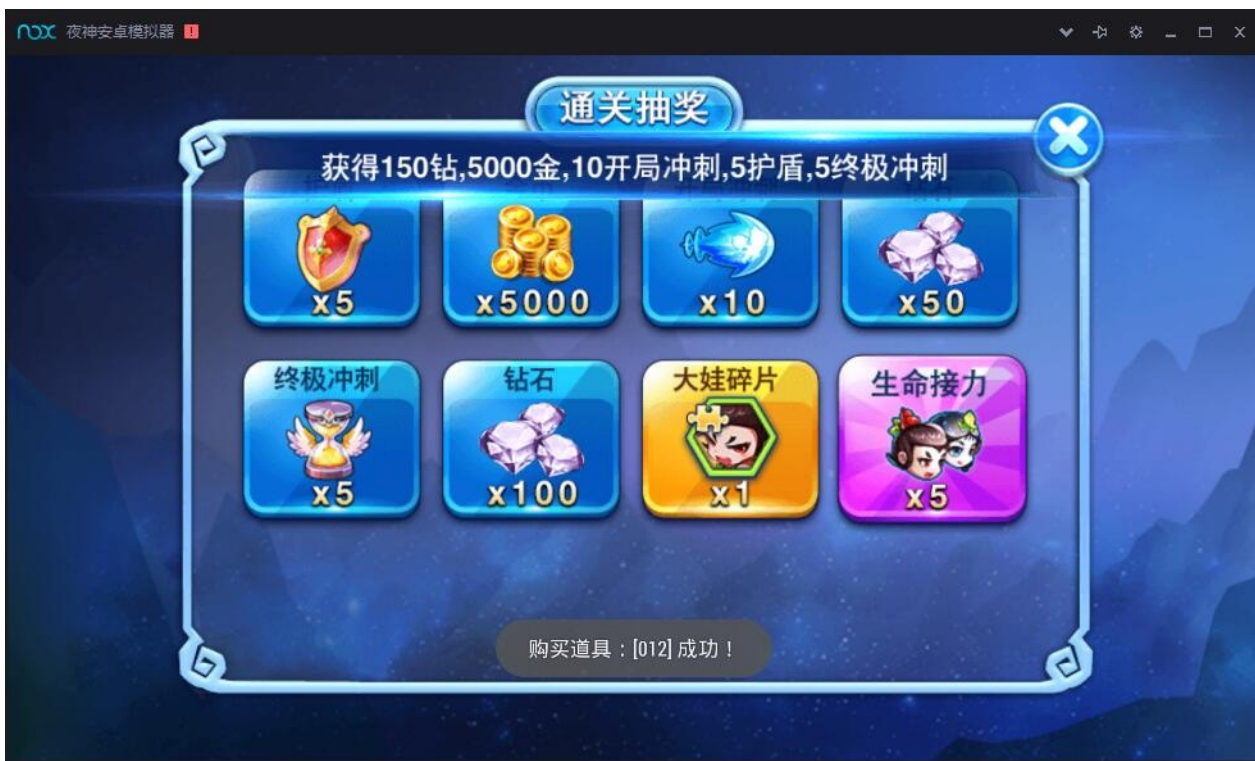 nox 夜神安卓模拟器 !
通关抽奖
获得150钻,5000金,10开局冲刺,5护盾,5终极冲刺
x5
x5000
x10
x50
终极冲刺
钻石
大娃碎片
生命接力
x5
x100
x1
x5
购买道具：[012] 成功！